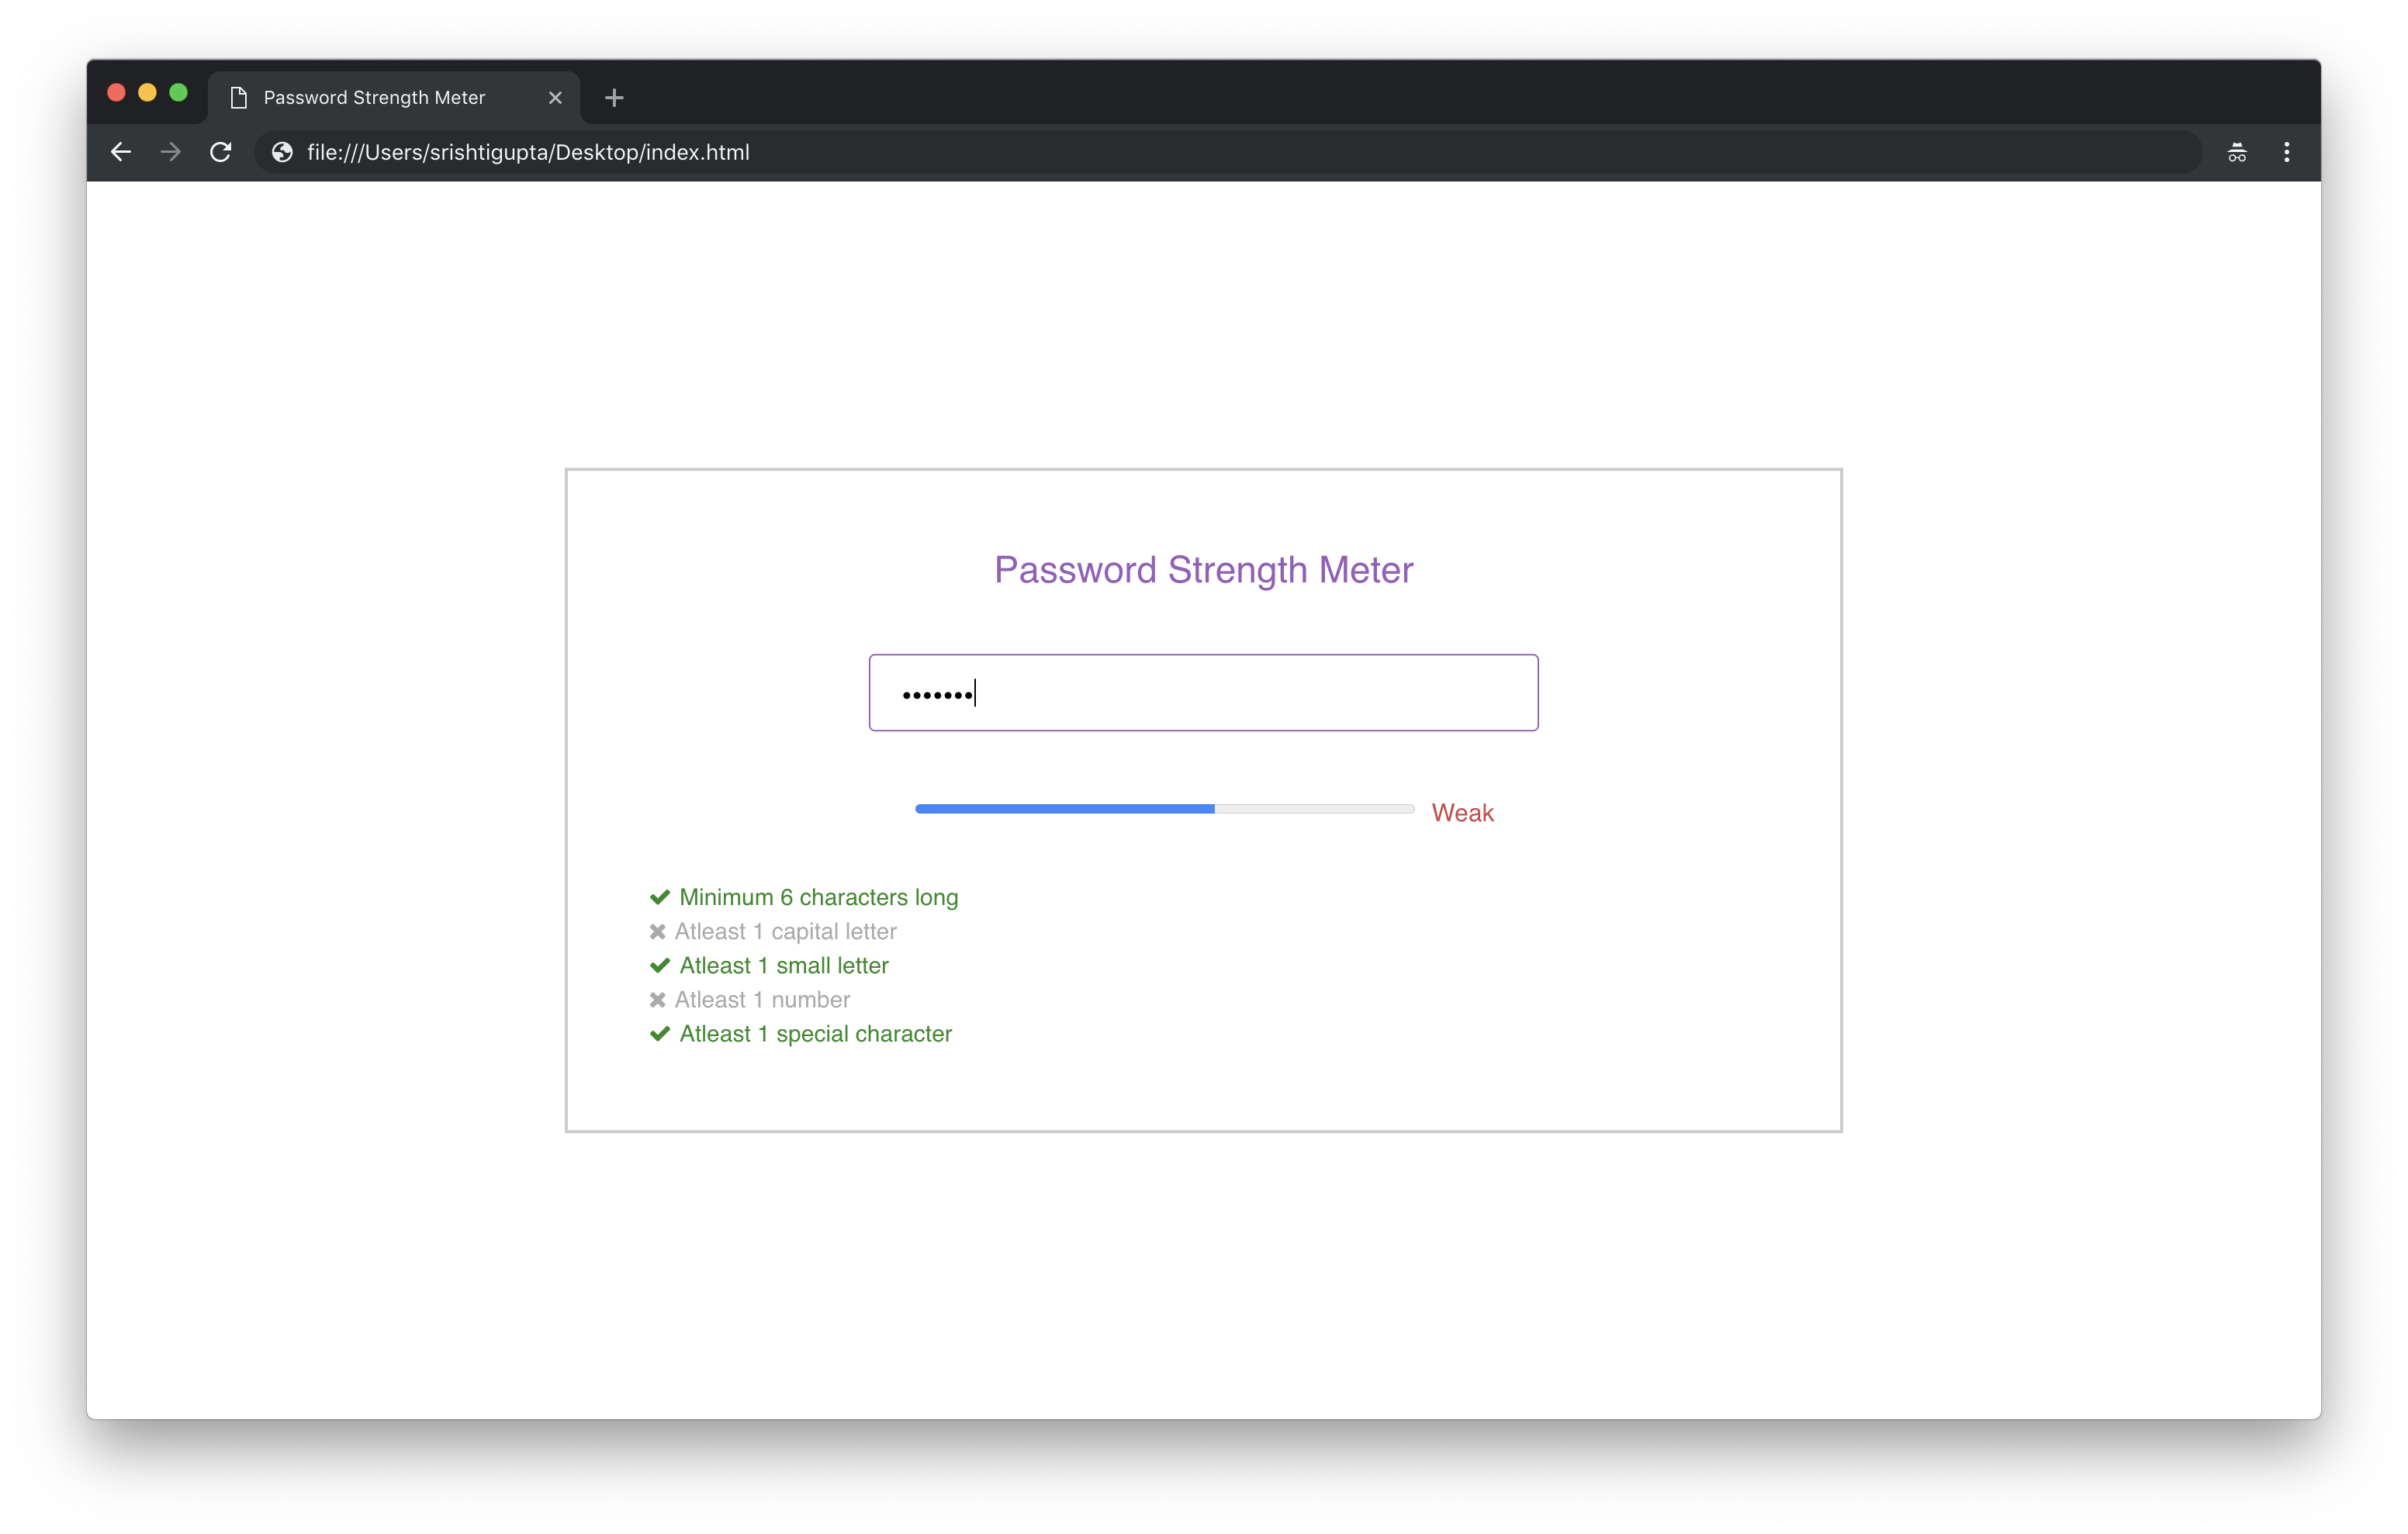 Password Strength Meter
file:///Users/srishtigupta/Desktop/index.html
Password Strength Meter
•••••••
Weak
Minimum 6 characters long
Atleast 1 capital letter
Atleast 1 small letter
Atleast 1 number
Atleast 1 special character